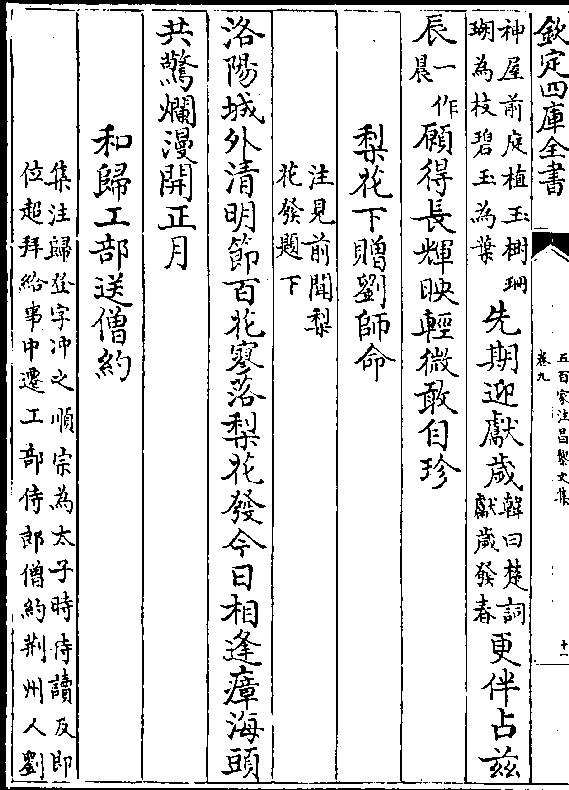 欽定四庫全書
五百家注昌黎文集
卷九
十一
神屋前庭植玉樹珊
瑚為枝碧玉為葉
先期迎獻歲
韓曰楚詞
獻歲發春
更伴占兹
辰
一作
晨
願得長輝映輕微敢自珍
梨花下贈劉師命
注見前聞梨
花發題下
洛陽城外清明節百花寥落梨花發今日相逢瘴海頭
共驚爛漫開正月
和歸工部送僧約
集注歸登字冲之順宗為太子時侍讀及即
位超拜給事中遷工部侍郎僧約荆州人劉